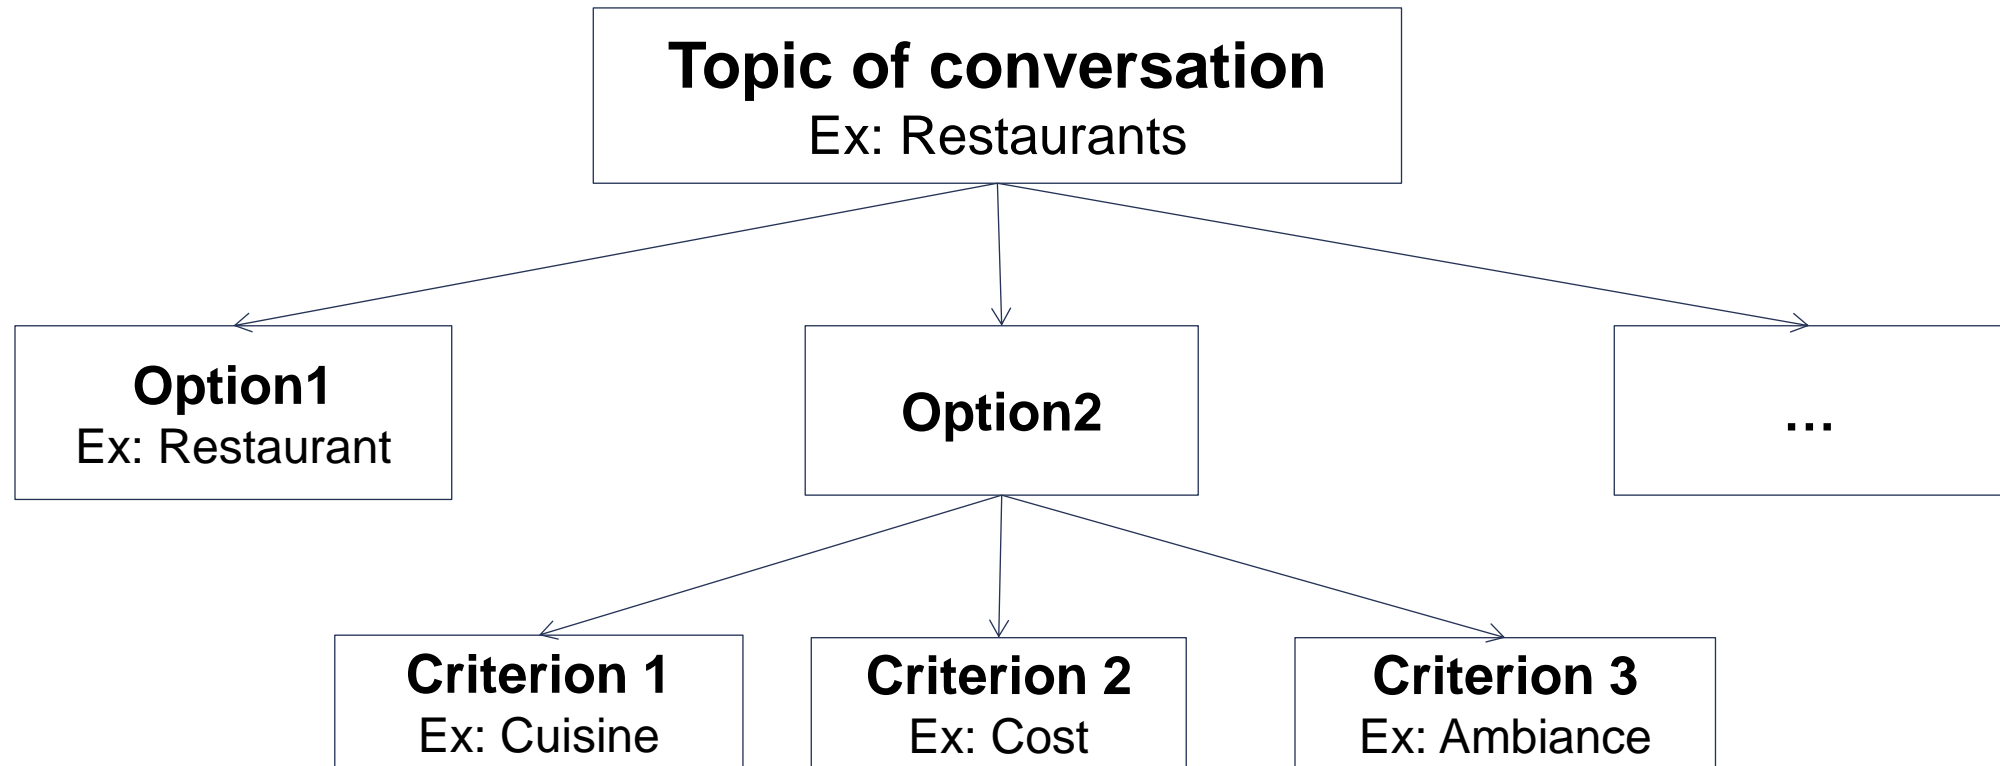 Topic of conversation
Ex: Restaurants
Option1
Ex: Restaurant
Option2
...
Criterion 1
Ex: Cuisine
Criterion 2
Ex: Cost
Criterion 3
Ex: Ambiance